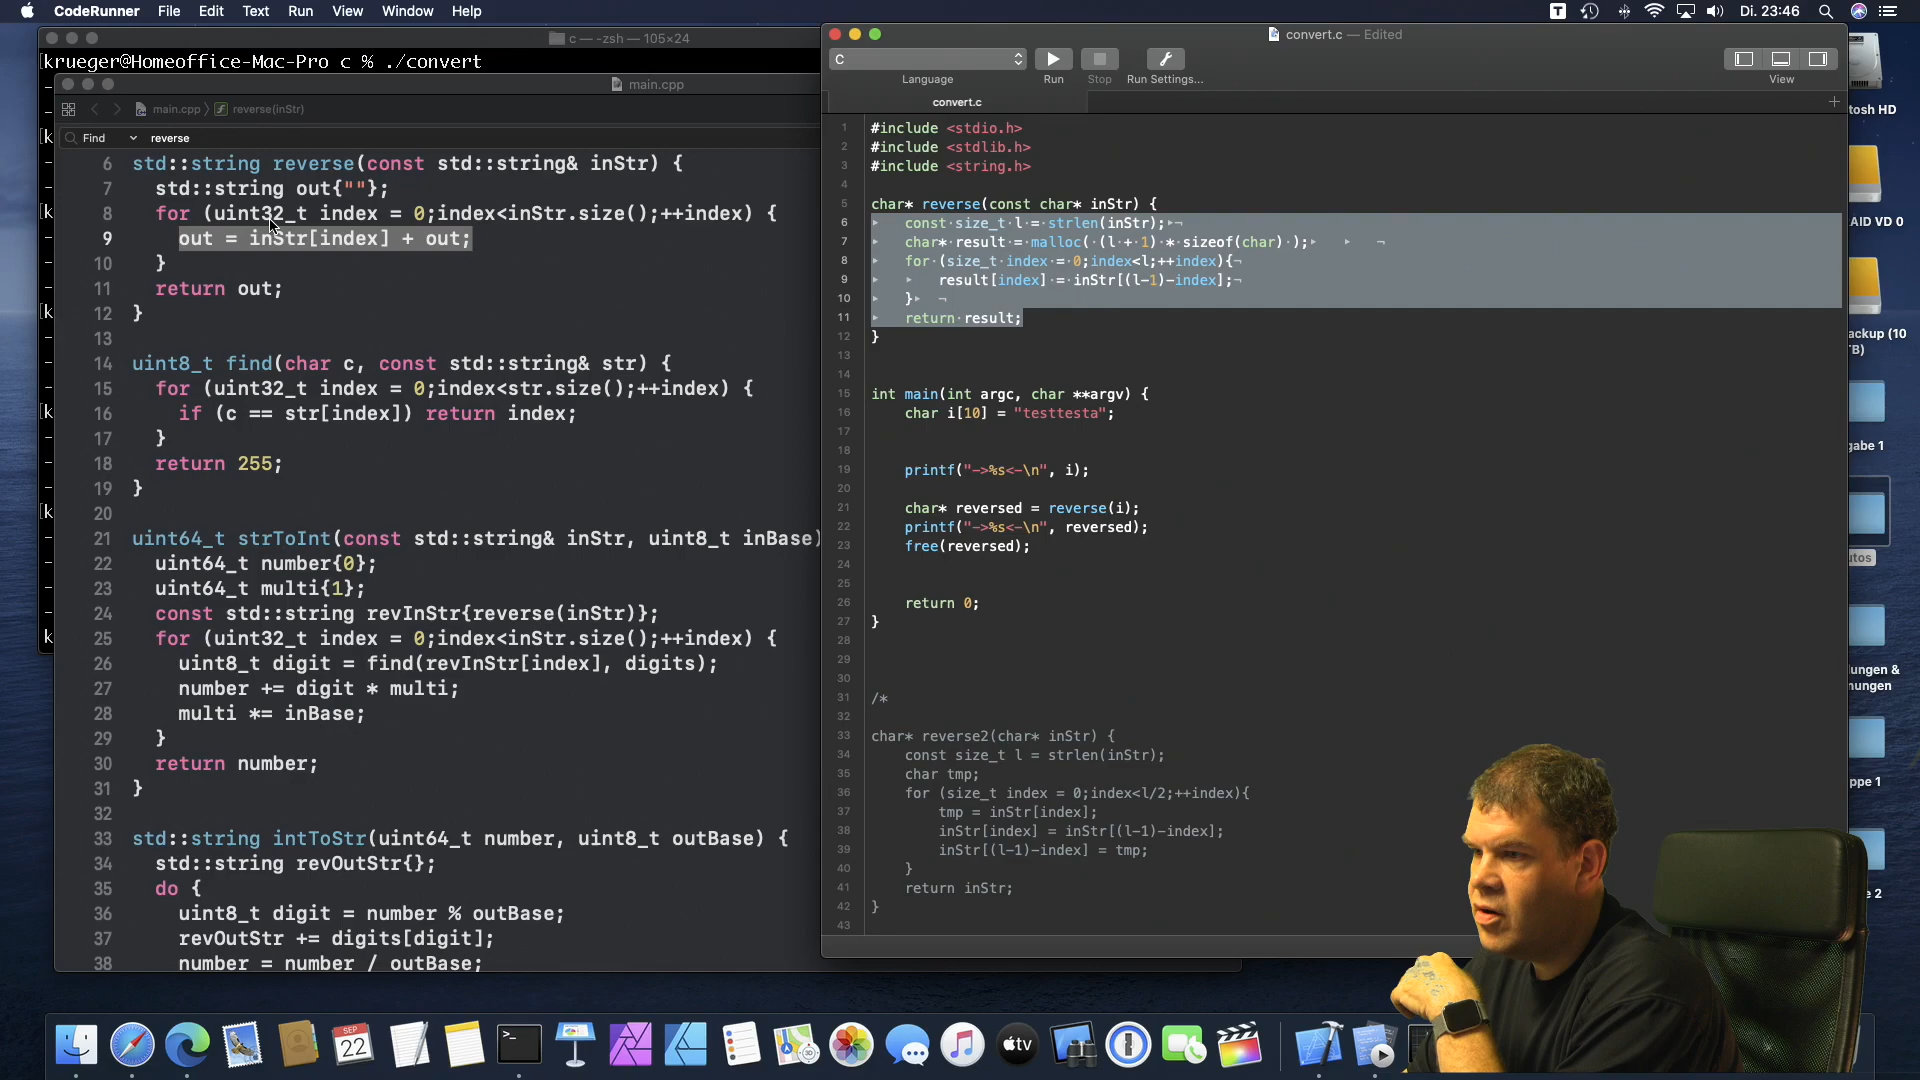 CodeRunner File Edit Text Run View Window Help
T Di. 23:46
c — -zsh — 105×24
[krueger@Homeoffice-Mac-Pro c % ./convert
main.cpp
main.cpp reverse(inStr)
Find reverse
6 std::string reverse(const std::string& inStr) {
7 std::string out{""};
8 for (uint32_t index = 0;index<inStr.size();++index) {
9 out = inStr[index] + out;
10 }
11 return out;
12 }
13
14 uint8_t find(char c, const std::string& str) {
15 for (uint32_t index = 0;index<str.size();++index) {
16 if (c == str[index]) return index;
17 }
18 return 255;
19 }
20
21 uint64_t strToInt(const std::string& inStr, uint8_t inBase)
22 uint64_t number{0};
23 uint64_t multi{1};
24 const std::string revInStr{reverse(inStr)};
25 for (uint32_t index = 0;index<inStr.size();++index) {
26 uint8_t digit = find(revInStr[index], digits);
27 number += digit * multi;
28 multi *= inBase;
29 }
30 return number;
31 }
32
33 std::string intToStr(uint64_t number, uint8_t outBase) {
34 std::string revOutStr{};
35 do {
36 uint8_t digit = number % outBase;
37 revOutStr += digits[digit];
38 number = number / outBase;
convert.c — Edited
C
Language Run Stop Run Settings... View
convert.c
1 #include <stdio.h>
2 #include <stdlib.h>
3 #include <string.h>
4
5 char* reverse(const char* inStr) {
6 const·size_t·l·=·strlen(inStr);¬
7 char*·result·=·malloc(·(l·+·1)·*·sizeof(char)·);¬
8 for·(size_t·index·=·0;index<l;++index){¬
9 result[index]·=·inStr[(l-1)-index];¬
10 }¬
11 return·result;
12 }
13
14
15 int main(int argc, char **argv) {
16 char i[10] = "testtesta";
17
18
19 printf("->%s<-\n", i);
20
21 char* reversed = reverse(i);
22 printf("->%s<-\n", reversed);
23 free(reversed);
24
25
26 return 0;
27 }
28
29
30
31 /*
32
33 char* reverse2(char* inStr) {
34 const size_t l = strlen(inStr);
35 char tmp;
36 for (size_t index = 0;index<l/2;++index){
37 tmp = inStr[index];
38 inStr[index] = inStr[(l-1)-index];
39 inStr[(l-1)-index] = tmp;
40 }
41 return inStr;
42 }
43
tosh HD
AID VD 0
ackup (10
TB)
gabe 1
utos
ungen &
nungen
ppe 1
e 2
SEP
22
tv